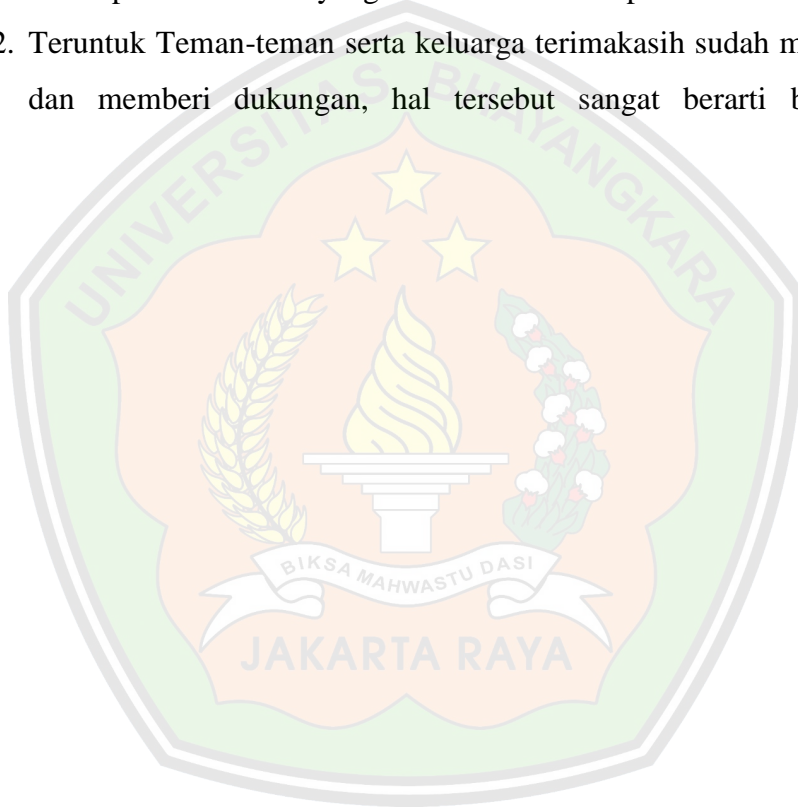 yang
2. Teruntuk Teman-teman serta keluarga terimakasih sudah
dan memberi dukungan, hal tersebut sangat berarti
UNIVERSITAS BHAYANGKARA
BIKSA MAHWASTU DASI
JAKARTA RAYA